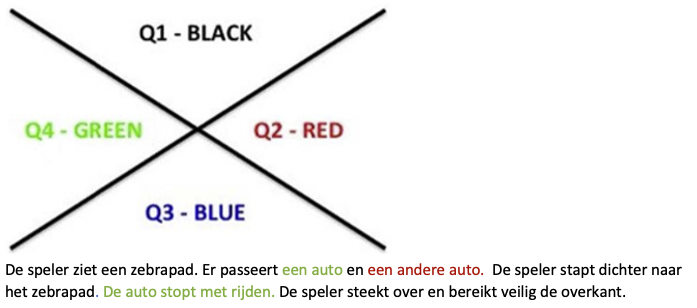 Q1 - BLACK
Q4 - GREEN
Q2 - RED
Q3 - BLUE
De speler ziet een zebrapad. Er passeert een auto en een andere auto. De speler stapt dichter naar
het zebrapad. De auto stopt met rijden. De speler steekt over en bereikt veilig de overkant.